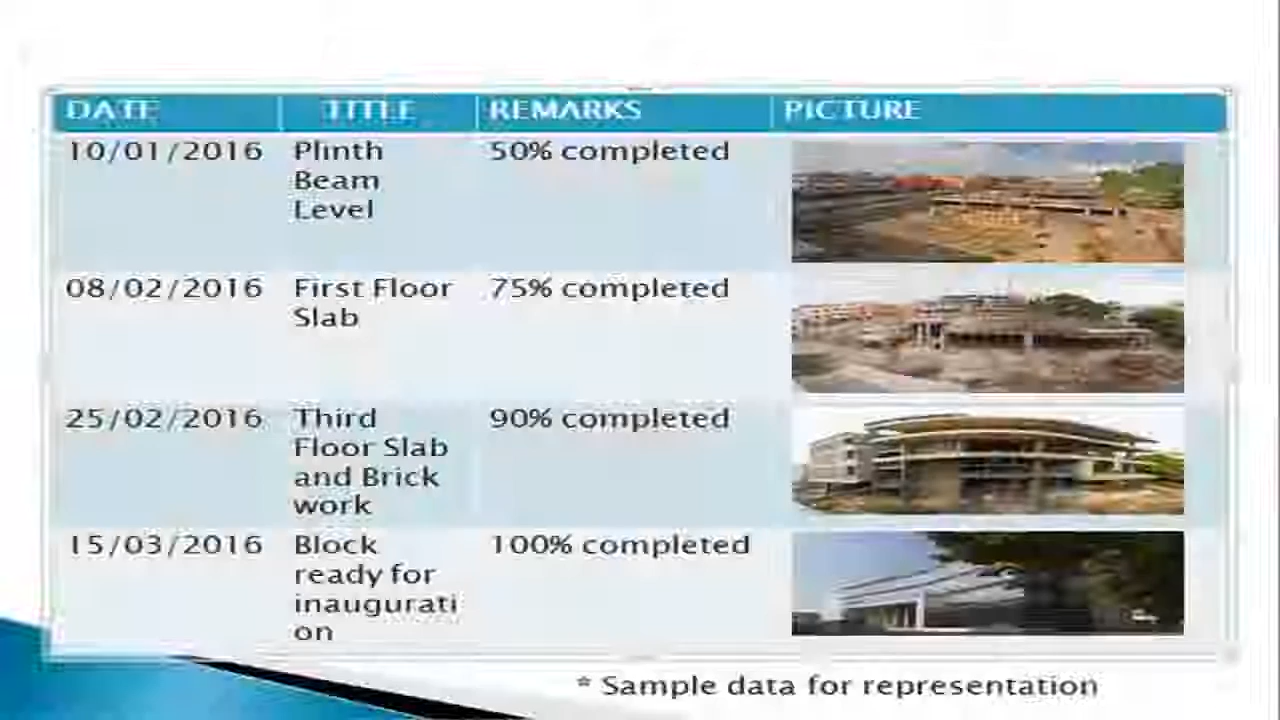 DATE TITLE REMARKS PICTURE
10/01/2016 Plinth 50% completed
Beam
Level
08/02/2016 First Floor 75% completed
Slab
25/02/2016 Third 90% completed
Floor Slab
and Brick
work
15/03/2016 Block 100% completed
ready for
inaugurati
on
* Sample data for representation